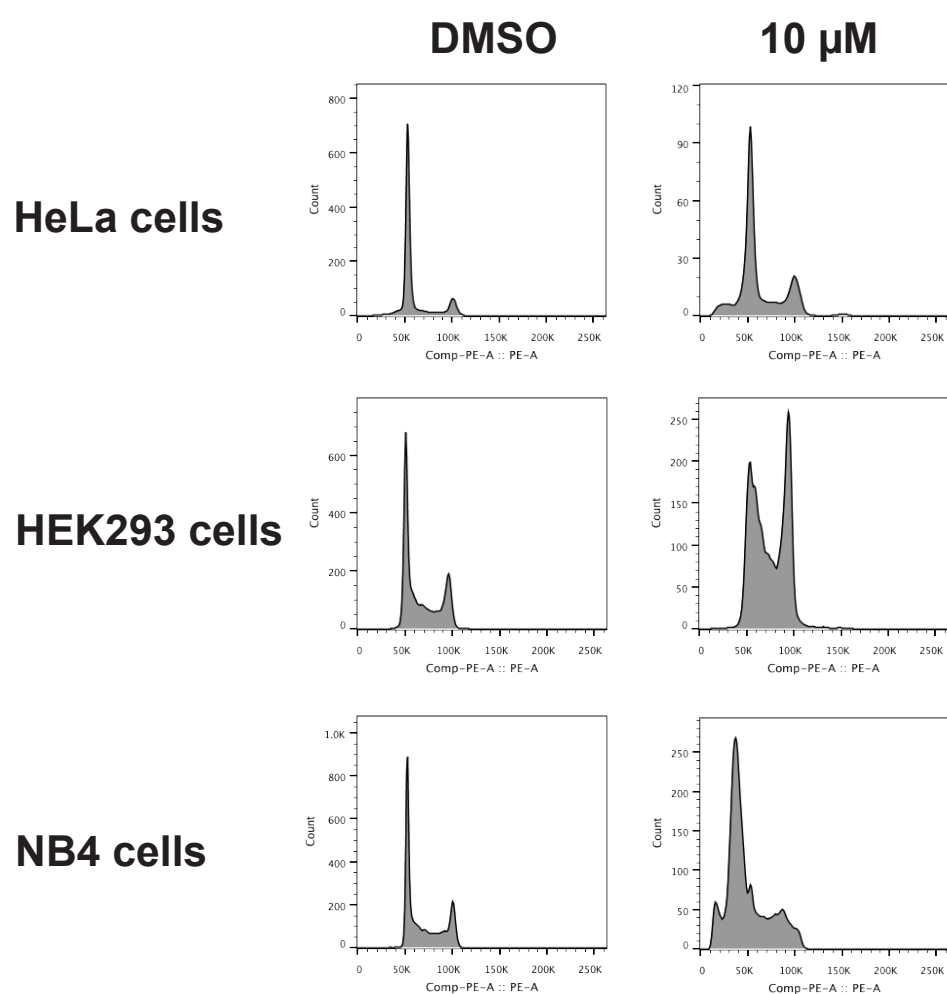 DMSO 10 µM
HeLa cells
800
600
400
200
0
Count
0 50K 100K 150K 200K 250K
Comp-PE-A :: PE-A
120
90
60
30
0
Count
0 50K 100K 150K 200K 250K
Comp-PE-A :: PE-A
HEK293 cells
600
400
200
0
Count
0 50K 100K 150K 200K 250K
Comp-PE-A :: PE-A
250
200
150
100
50
0
Count
0 50K 100K 150K 200K 250K
Comp-PE-A :: PE-A
NB4 cells
1.0K
800
600
400
200
0
Count
0 50K 100K 150K 200K 250K
Comp-PE-A :: PE-A
250
200
150
100
50
0
Count
0 50K 100K 150K 200K 250K
Comp-PE-A :: PE-A